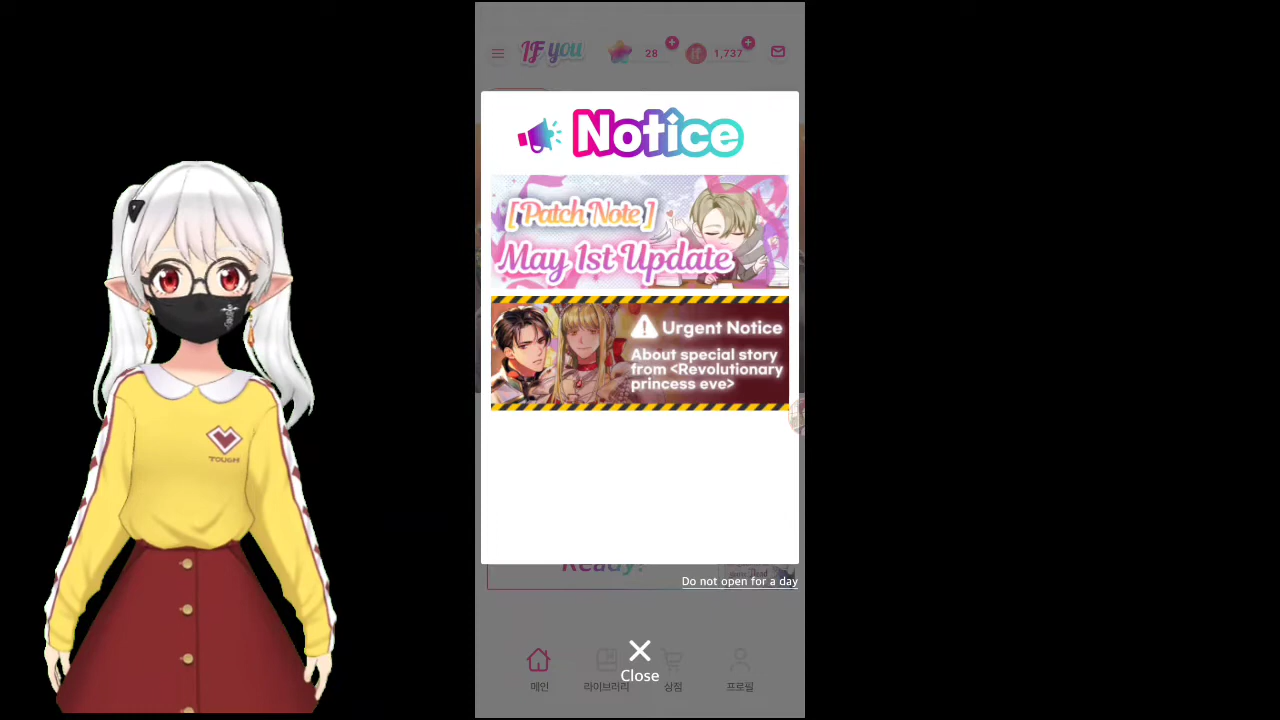 IF you
28
1,737
Notice
[ Patch Note ]
May 1st Update
Urgent Notice
About special story
from <Revolutionary
princess eve>
TOUGH
Ready!
Do not open for a day
Close
메인
라이브러리
상점
프로필